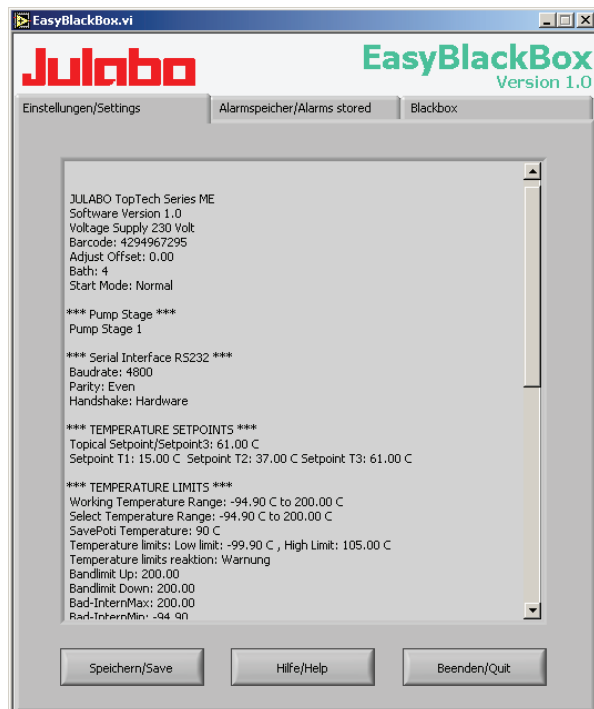 EasyBlackBox.vi
Julabo
EasyBlackBox
Version 1.0
Einstellungen/Settings
Alarmspeicher/Alarms stored
Blackbox
JULABO TopTech Series ME
Software Version 1.0
Voltage Supply 230 Volt
Barcode: 4294967295
Adjust Offset: 0.00
Bath: 4
Start Mode: Normal
*** Pump Stage ***
Pump Stage 1
*** Serial Interface RS232 ***
Baudrate: 4800
Parity: Even
Handshake: Hardware
*** TEMPERATURE SETPOINTS ***
Topical Setpoint/Setpoint3: 61.00 C
Setpoint T1: 15.00 C  Setpoint T2: 37.00 C Setpoint T3: 61.00 C
*** TEMPERATURE LIMITS ***
Working Temperature Range: -94.90 C to 200.00 C
Select Temperature Range: -94.90 C to 200.00 C
SavePoti Temperature: 90 C
Temperature limits: Low limit: -99.90 C , High Limit: 105.00 C
Temperature limits reaktion: Warnung
Bandlimit Up: 200.00
Bandlimit Down: 200.00
Bad-InternMax: 200.00
Bad-InternMin: -94.90
Speichern/Save
Hilfe/Help
Beenden/Quit